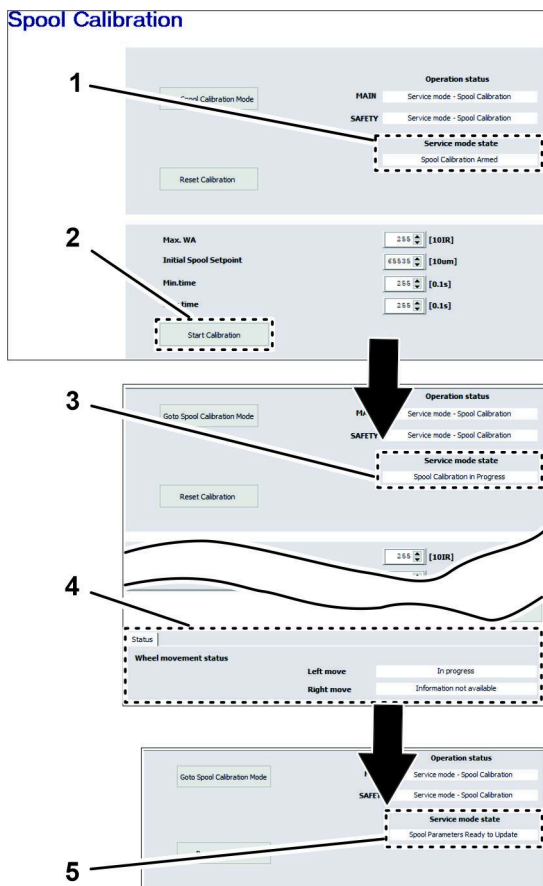 Spool Calibration
1
Operation status
Spool Calibration Mode
MAIN Service mode - Spool Calibration
SAFETY Service mode - Spool Calibration
Service mode state
Spool Calibration Armed
Reset Calibration
2
Max. WA 255 [10IR]
Initial Spool Setpoint 65535 [10um]
Min.time 255 [0.1s]
time 255 [0.1s]
Start Calibration
3
Operation status
Goto Spool Calibration Mode
Service mode - Spool Calibration
SAFETY Service mode - Spool Calibration
Service mode state
Spool Calibration in Progress
Reset Calibration
255 [10IR]
4
Status
Wheel movement status
Left move In progress
Right move Information not available
Operation status
Goto Spool Calibration Mode
Service mode - Spool Calibration
Service mode - Spool Calibration
Service mode state
Spool Parameters Ready to Update
5